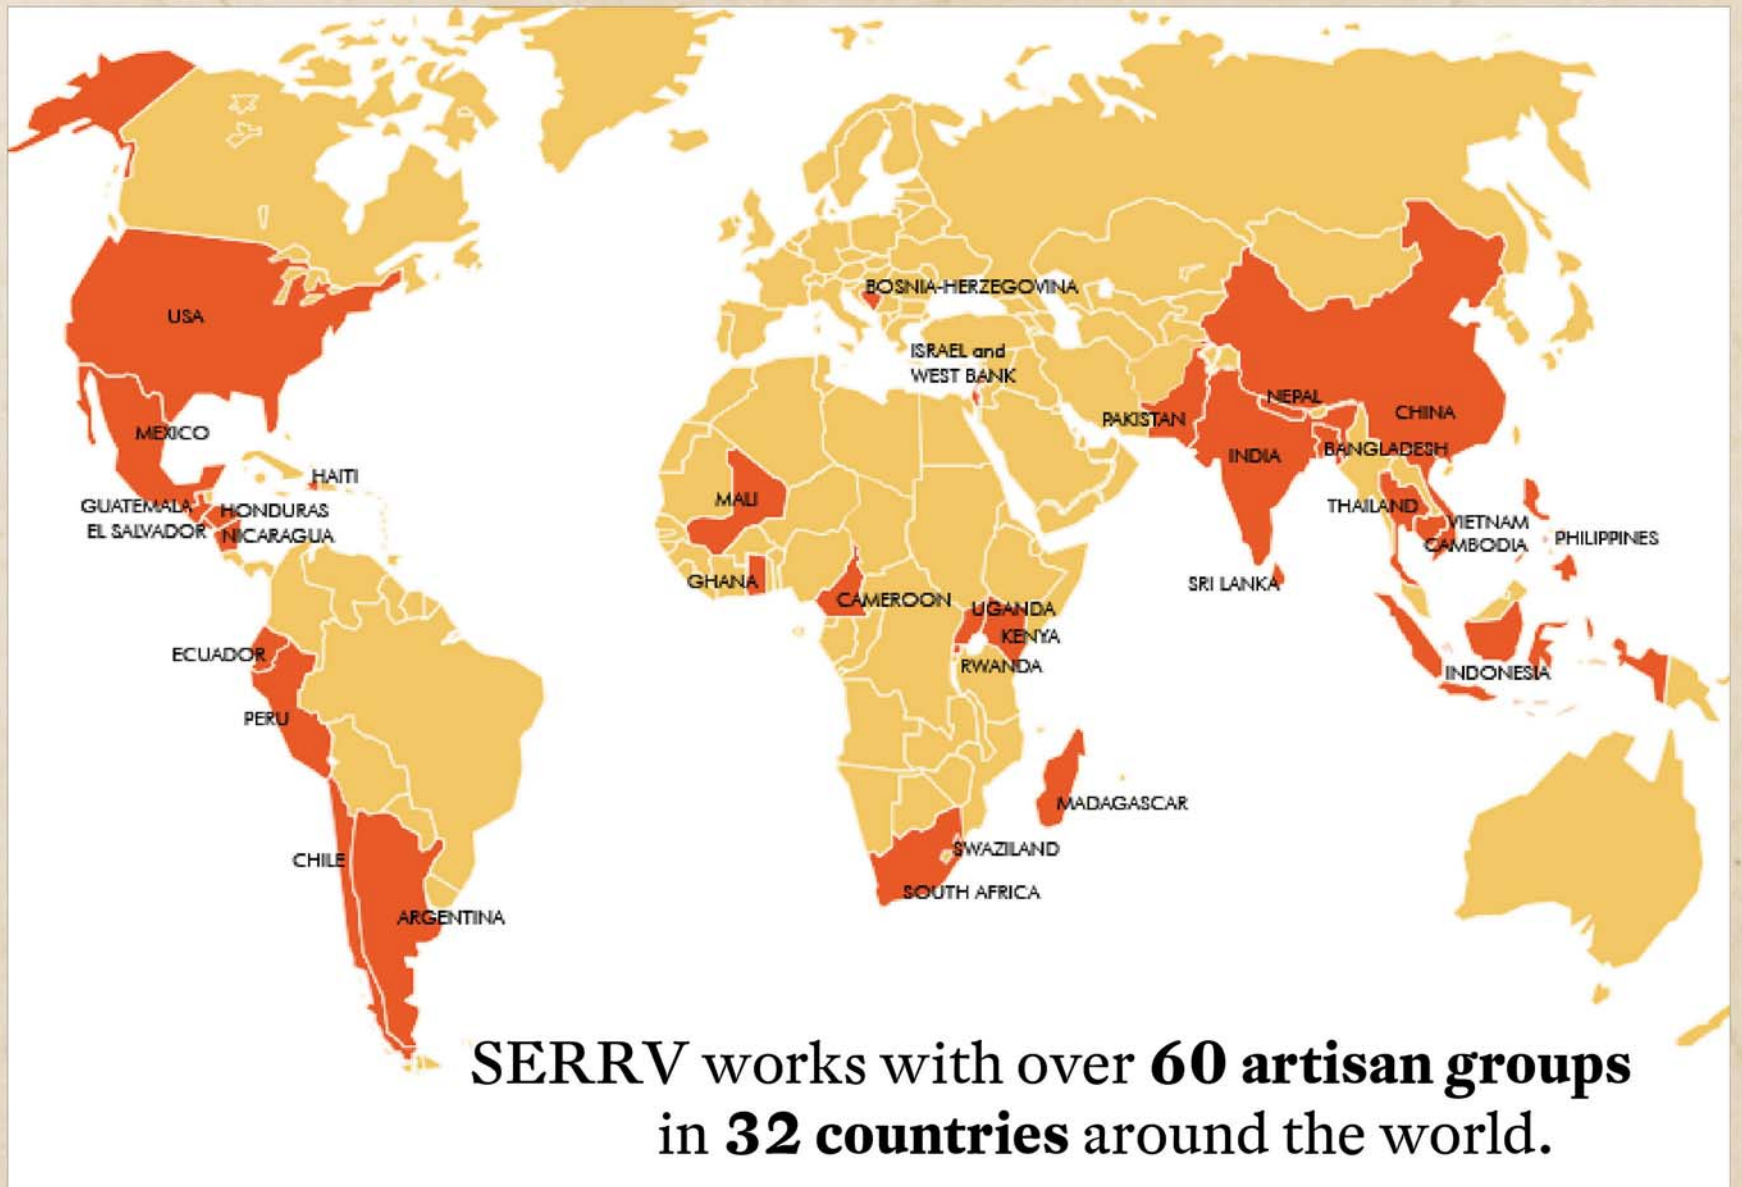 USA
MEXICO
HAITI
GUATEMALA
HONDURAS
EL SALVADOR
NICARAGUA
ECUADOR
PERU
CHILE
ARGENTINA
BOSNIA-HERZEGOVINA
ISRAEL and
WEST BANK
MALI
GHANA
CAMEROON
UGANDA
KENYA
RWANDA
MADAGASCAR
SWAZILAND
SOUTH AFRICA
PAKISTAN
NEPAL
CHINA
INDIA
BANGLADESH
THAILAND
VIETNAM
CAMBODIA
PHILIPPINES
SRI LANKA
INDONESIA
SERRV works with over 60 artisan groups
in 32 countries around the world.